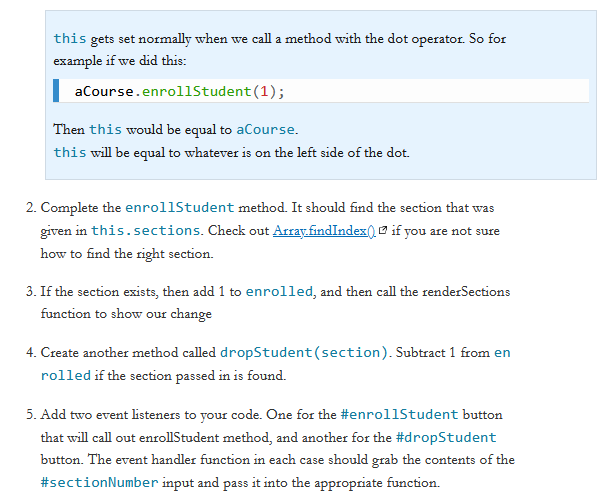 this gets set normally when we call a method with the dot operator. So for
example if we did this:
aCourse.enrollStudent(1);
Then this would be equal to aCourse.
this will be equal to whatever is on the left side of the dot.
2. Complete the enrollStudent method. It should find the section that was
given in this.sections. Check out Array.findIndex() if you are not sure
how to find the right section.
3. If the section exists, then add 1 to enrolled, and then call the renderSections
function to show our change
4. Create another method called dropStudent(section). Subtract 1 from en
rolled if the section passed in is found.
5. Add two event listeners to your code. One for the #enrollStudent button
that will call out enrollStudent method, and another for the #dropStudent
button. The event handler function in each case should grab the contents of the
#sectionNumber input and pass it into the appropriate function.